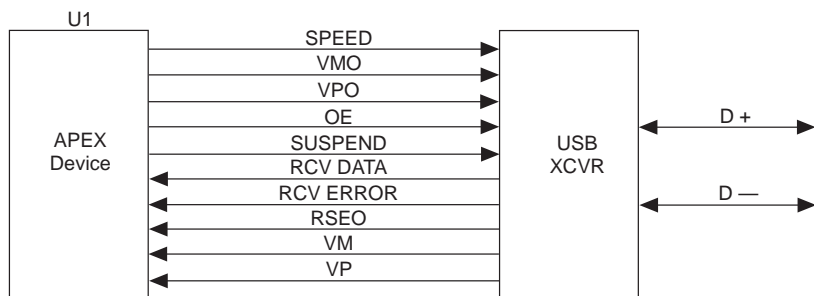 U1
SPEED
VMO
VPO
OE
SUSPEND
RCV DATA
RCV ERROR
RSEO
VM
VP
APEX
Device
USB
XCVR
D +
D —